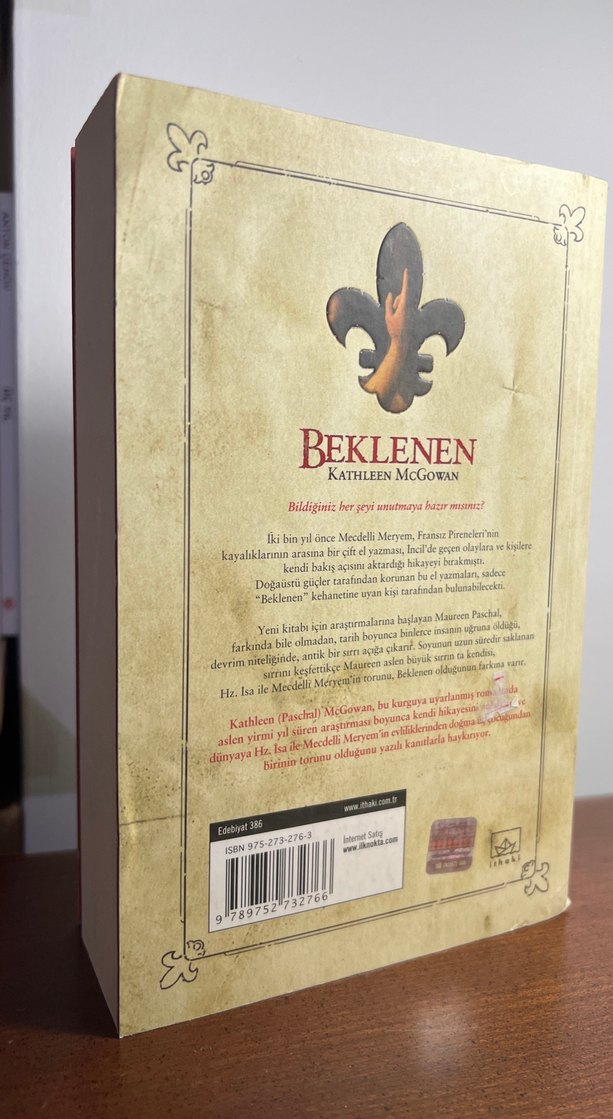 BEKLENEN
KATHLEEN MCGOWAN
Bildiğiniz her şeyi unutmaya hazır mısınız?
İki bin yıl önce Mecdelli Meryem, Fransız Pireneleri'nin
kayalıklarının arasına bir çift el yazması, İncil'de geçen olaylara ve kişilere
kendi bakış açısını aktardığı hikayeyi bırakmıştı.
Doğaüstü güçler tarafından korunan bu el yazmaları, sadece
“Beklenen” kehanetine uyan kişi tarafından bulunabilecekti.
Yeni kitabı için araştırmalarına başlayan Maureen Paschal,
farkında bile olmadan, tarih boyunca binlerce insanın uğruna öldüğü,
devrim niteliğinde, antik bir sırrı açığa çıkarır. Soyunun uzun süredir saklanan
sırrını keşfettikçe Maureen aslen büyük sırrın ta kendisi,
Hz. İsa ile Mecdelli Meryem'in torunu, Beklenen olduğunun farkına varır.
Kathleen (Paschal) McGowan, bu kurguya uyarlanmış
aslen yirmi yıl süren araştırması boyunca kendi hikayesini ve
dünyaya Hz. İsa ile Mecdelli Meryem'in evliliklerinden doğma üç çocuğundan
birinin torunu olduğunu yazılı kanıtlarla haykırıyor.
Edebiyat 386
www.ithaki.com.tr
ISBN 975-273-276-3
İnternet Satış
www.ilknokta.com
9 789752 732766
ithaki